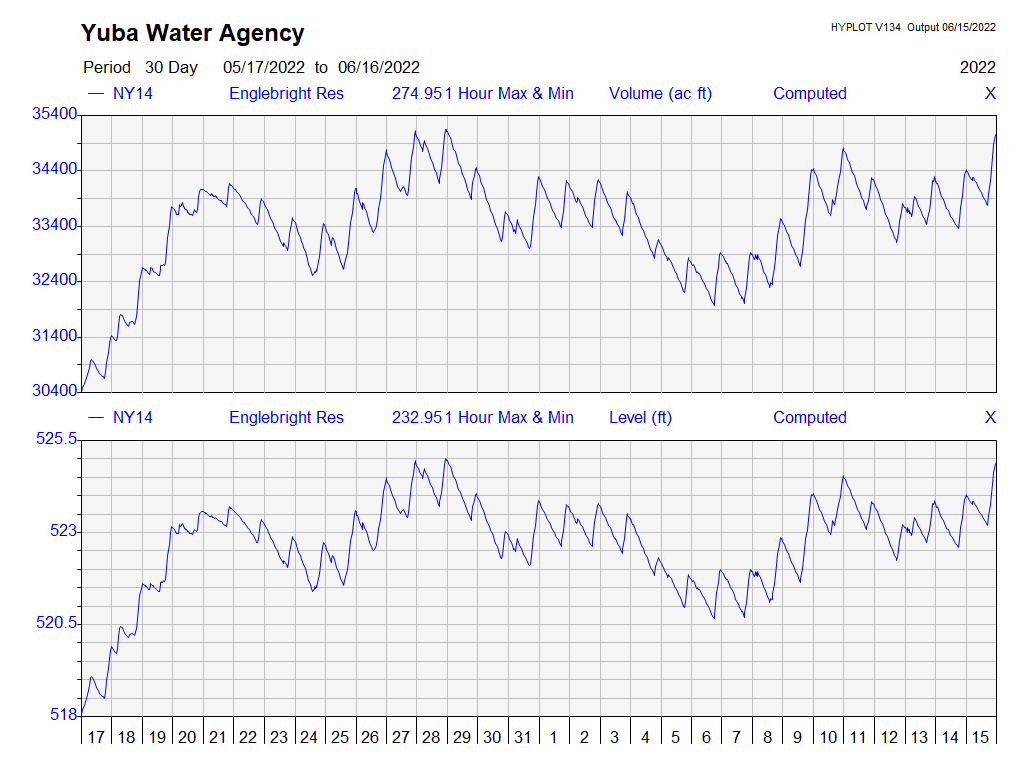 Yuba Water Agency
HYPLOT V134 Output 06/15/2022
Period 30 Day 05/17/2022 to 06/16/2022 2022
NY14 Englebright Res 274.951 Hour Max & Min Volume (ac ft) Computed X
35400
34400
33400
32400
31400
30400
NY14 Englebright Res 232.951 Hour Max & Min Level (ft) Computed X
525.5
523
520.5
518
17 18 19 20 21 22 23 24 25 26 27 28 29 30 31 1 2 3 4 5 6 7 8 9 10 11 12 13 14 15